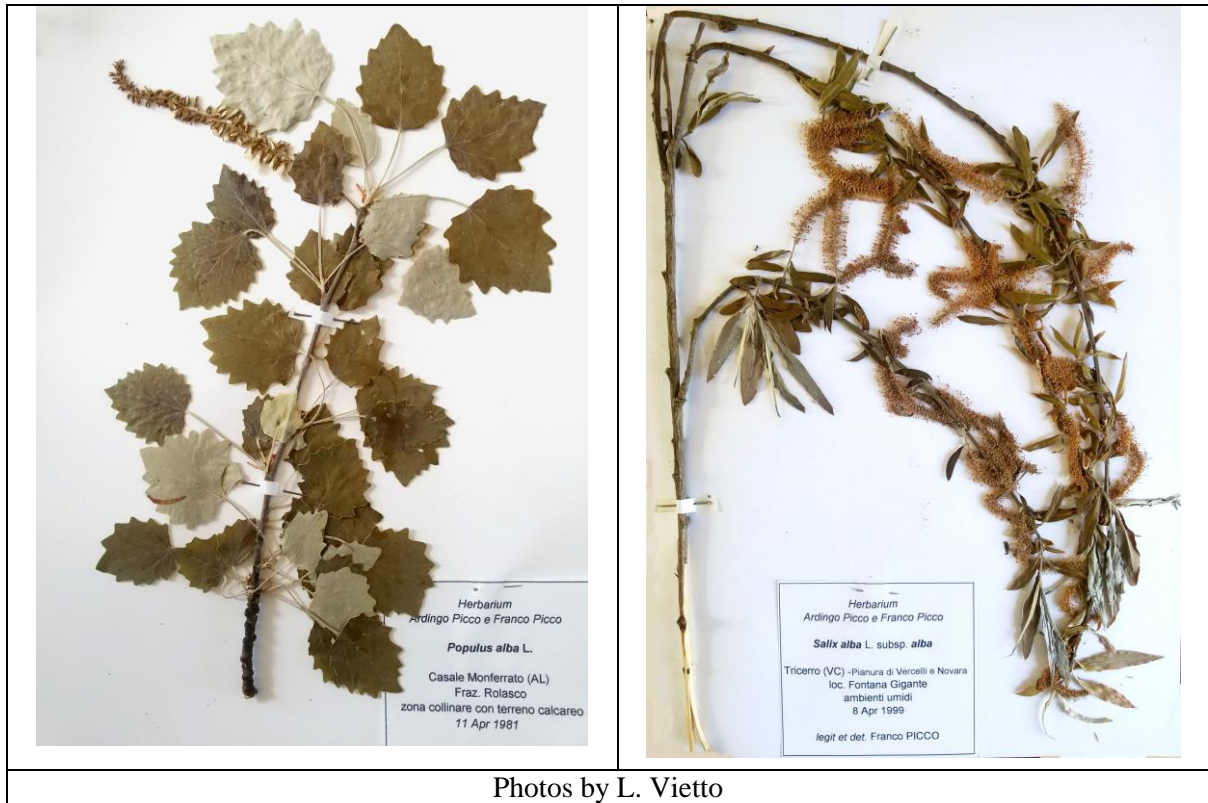 Herbarium
Ardingo Picco e Franco Picco
Populus alba L.
Casale Monferrato (AL)
Fraz. Rolasco
zona collinare con terreno calcareo
11 Apr 1981
Herbarium
Ardingo Picco e Franco Picco
Salix alba L. subsp. alba
Tricerro (VC) -Pianura di Vercelli e Novara
loc. Fontana Gigante
ambienti umidi
8 Apr 1999
legit et det. Franco PICCO
Photos by L. Vietto